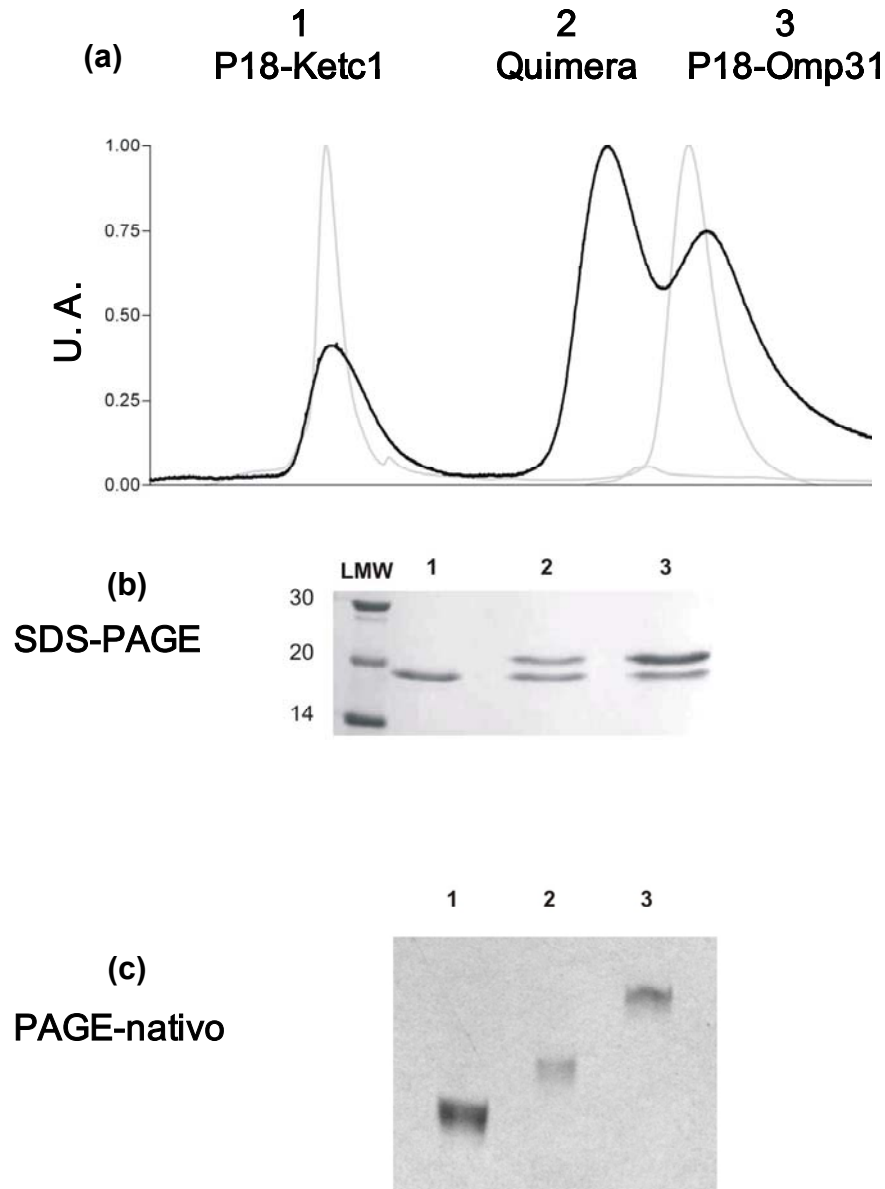 1 2 3
(a) P18-Ketc1 Quimera P18-Omp31
1.00
0.75
U. A.
0.50
0.25
0.00
(b)
SDS-PAGE
LMW 1 2 3
30
20
14
1 2 3
(c)
PAGE-nativo